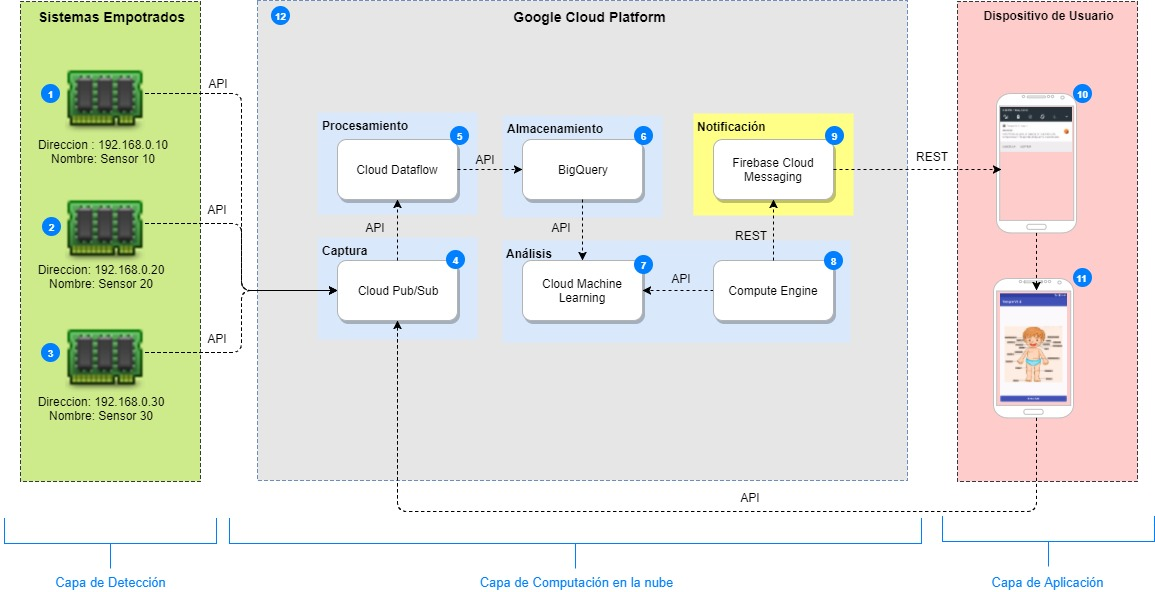 Sistemas Empotrados
1
Direccion : 192.168.0.10
Nombre: Sensor 10
API
2
Direccion: 192.168.0.20
Nombre: Sensor 20
API
3
Direccion: 192.168.0.30
Nombre: Sensor 30
API
12
Google Cloud Platform
Procesamiento
5
Cloud Dataflow
API
Almacenamiento
6
BigQuery
Notificación
9
Firebase Cloud
Messaging
REST
API
API
REST
Captura
4
Cloud Pub/Sub
Análisis
7
Cloud Machine
Learning
API
8
Compute Engine
Dispositivo de Usuario
10
11
API
Capa de Detección
Capa de Computación en la nube
Capa de Aplicación